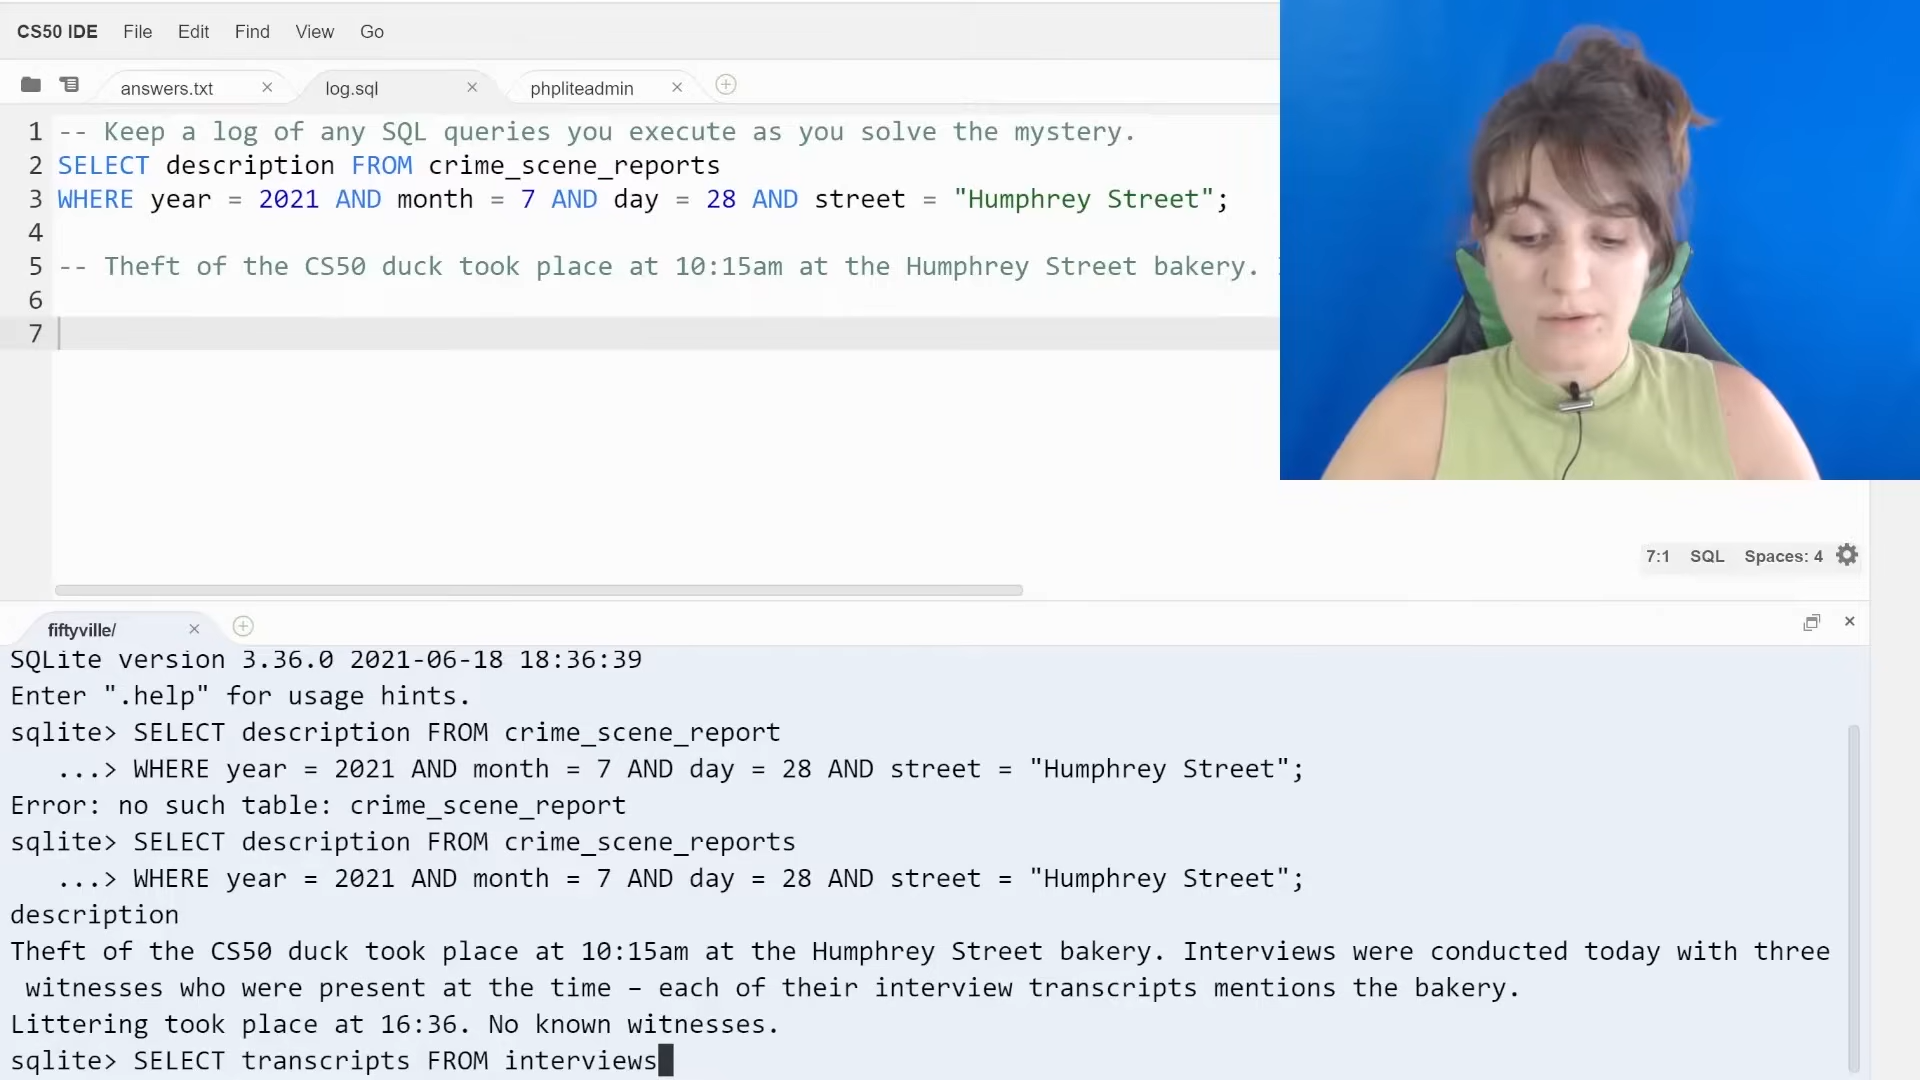 CS50 IDE File Edit Find View Go
answers.txt × log.sql × phpliteadmin ×
1 -- Keep a log of any SQL queries you execute as you solve the mystery.
2 SELECT description FROM crime_scene_reports
3 WHERE year = 2021 AND month = 7 AND day = 28 AND street = "Humphrey Street";
4
5 -- Theft of the CS50 duck took place at 10:15am at the Humphrey Street bakery.
6
7
7:1 SQL Spaces: 4
fiftyville/ ×
SQLite version 3.36.0 2021-06-18 18:36:39
Enter ".help" for usage hints.
sqlite> SELECT description FROM crime_scene_report
...> WHERE year = 2021 AND month = 7 AND day = 28 AND street = "Humphrey Street";
Error: no such table: crime_scene_report
sqlite> SELECT description FROM crime_scene_reports
...> WHERE year = 2021 AND month = 7 AND day = 28 AND street = "Humphrey Street";
description
Theft of the CS50 duck took place at 10:15am at the Humphrey Street bakery. Interviews were conducted today with three
witnesses who were present at the time – each of their interview transcripts mentions the bakery.
Littering took place at 16:36. No known witnesses.
sqlite> SELECT transcripts FROM interviews